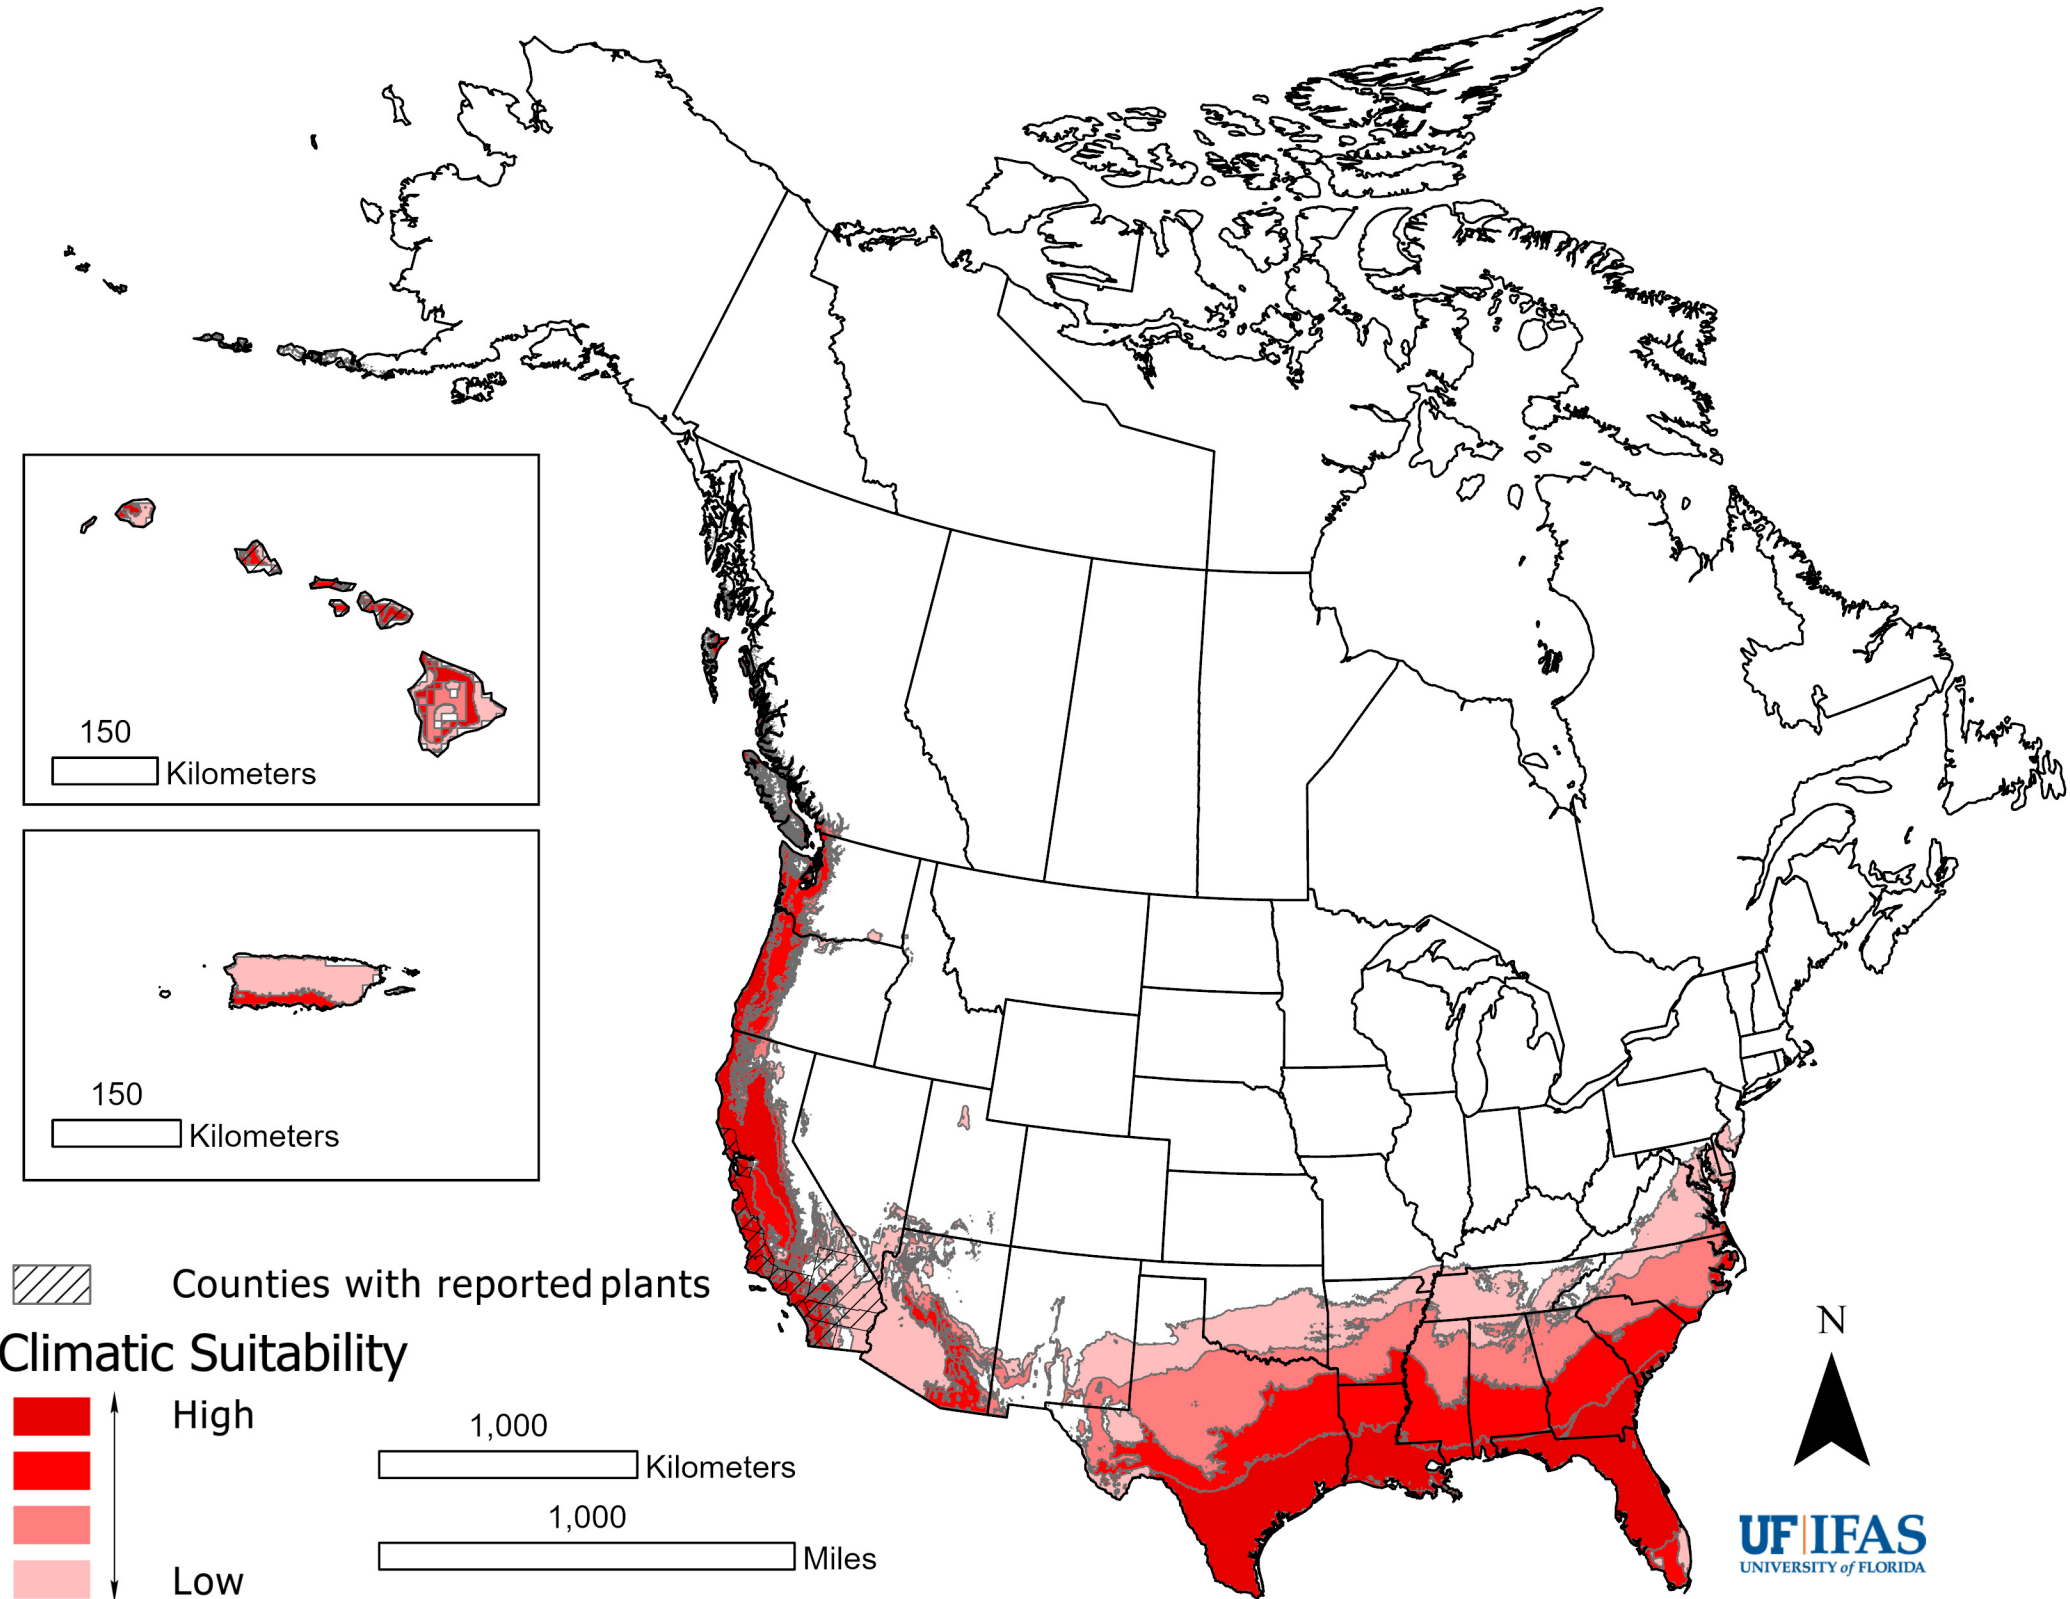 150
Kilometers
150
Kilometers
Counties with reported plants
Climatic Suitability
High
Low
1,000
Kilometers
1,000
Miles
N
UF|IFAS
UNIVERSITY of FLORIDA